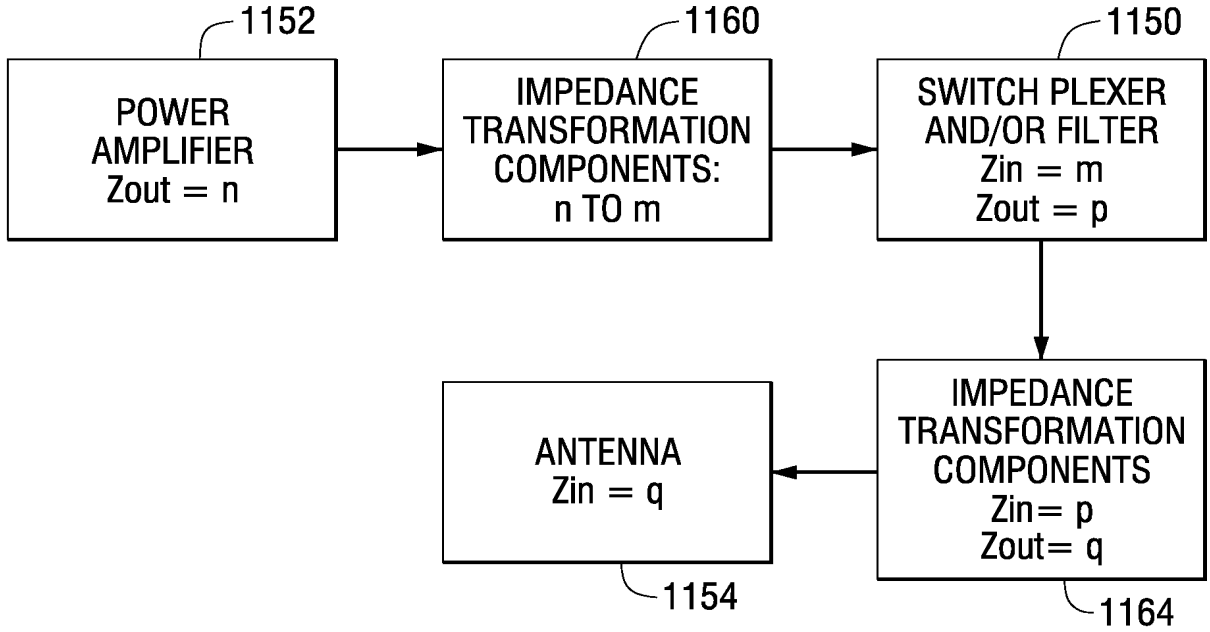 1152
POWER
AMPLIFIER
Zout = n
1160
IMPEDANCE
TRANSFORMATION
COMPONENTS:
n TO m
1150
SWITCH PLEXER
AND/OR FILTER
Zin = m
Zout = p
ANTENNA
Zin = q
1154
IMPEDANCE
TRANSFORMATION
COMPONENTS
Zin= p
Zout= q
1164